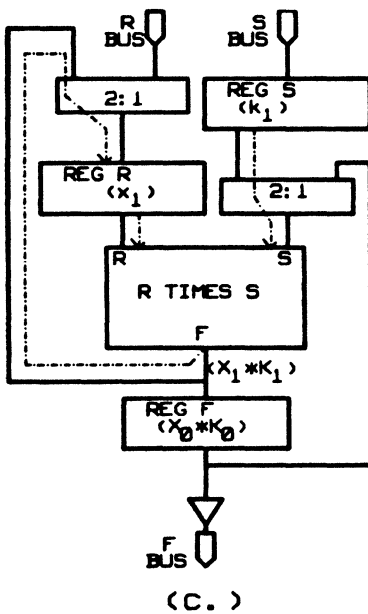 R
BUS
S
BUS
2:1
REG S
(k₁)
REG R
(x₁)
2:1
R
S
R TIMES S
F
(X₁*K₁)
REG F
(X₀*K₀)
F
BUS
(C.)